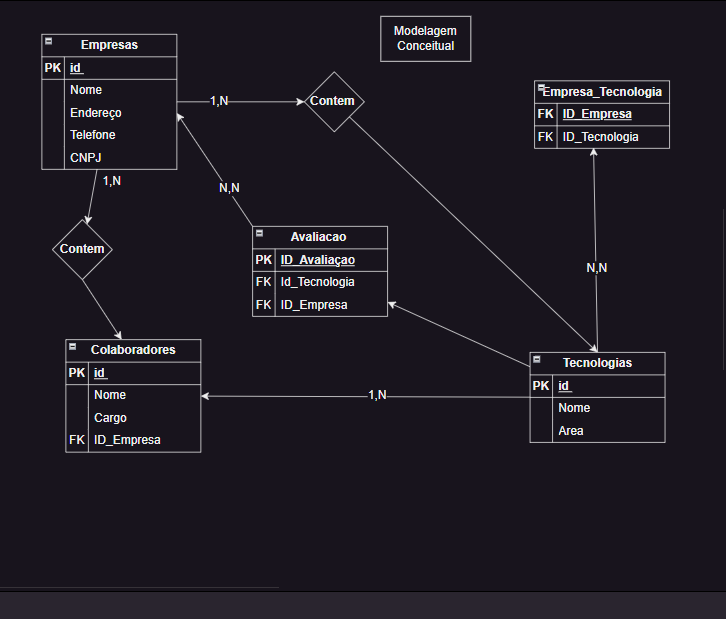 Modelagem
Conceitual
Empresas
PK id
Nome
Endereço
Telefone
CNPJ
1,N
Contem
Empresa_Tecnologia
FK ID_Empresa
FK ID_Tecnologia
1,N
N,N
Contem
Avaliacao
PK ID_Avaliaçao
FK Id_Tecnologia
FK ID_Empresa
N,N
Colaboradores
PK id
Nome
Cargo
FK ID_Empresa
1,N
Tecnologias
PK id
Nome
Area